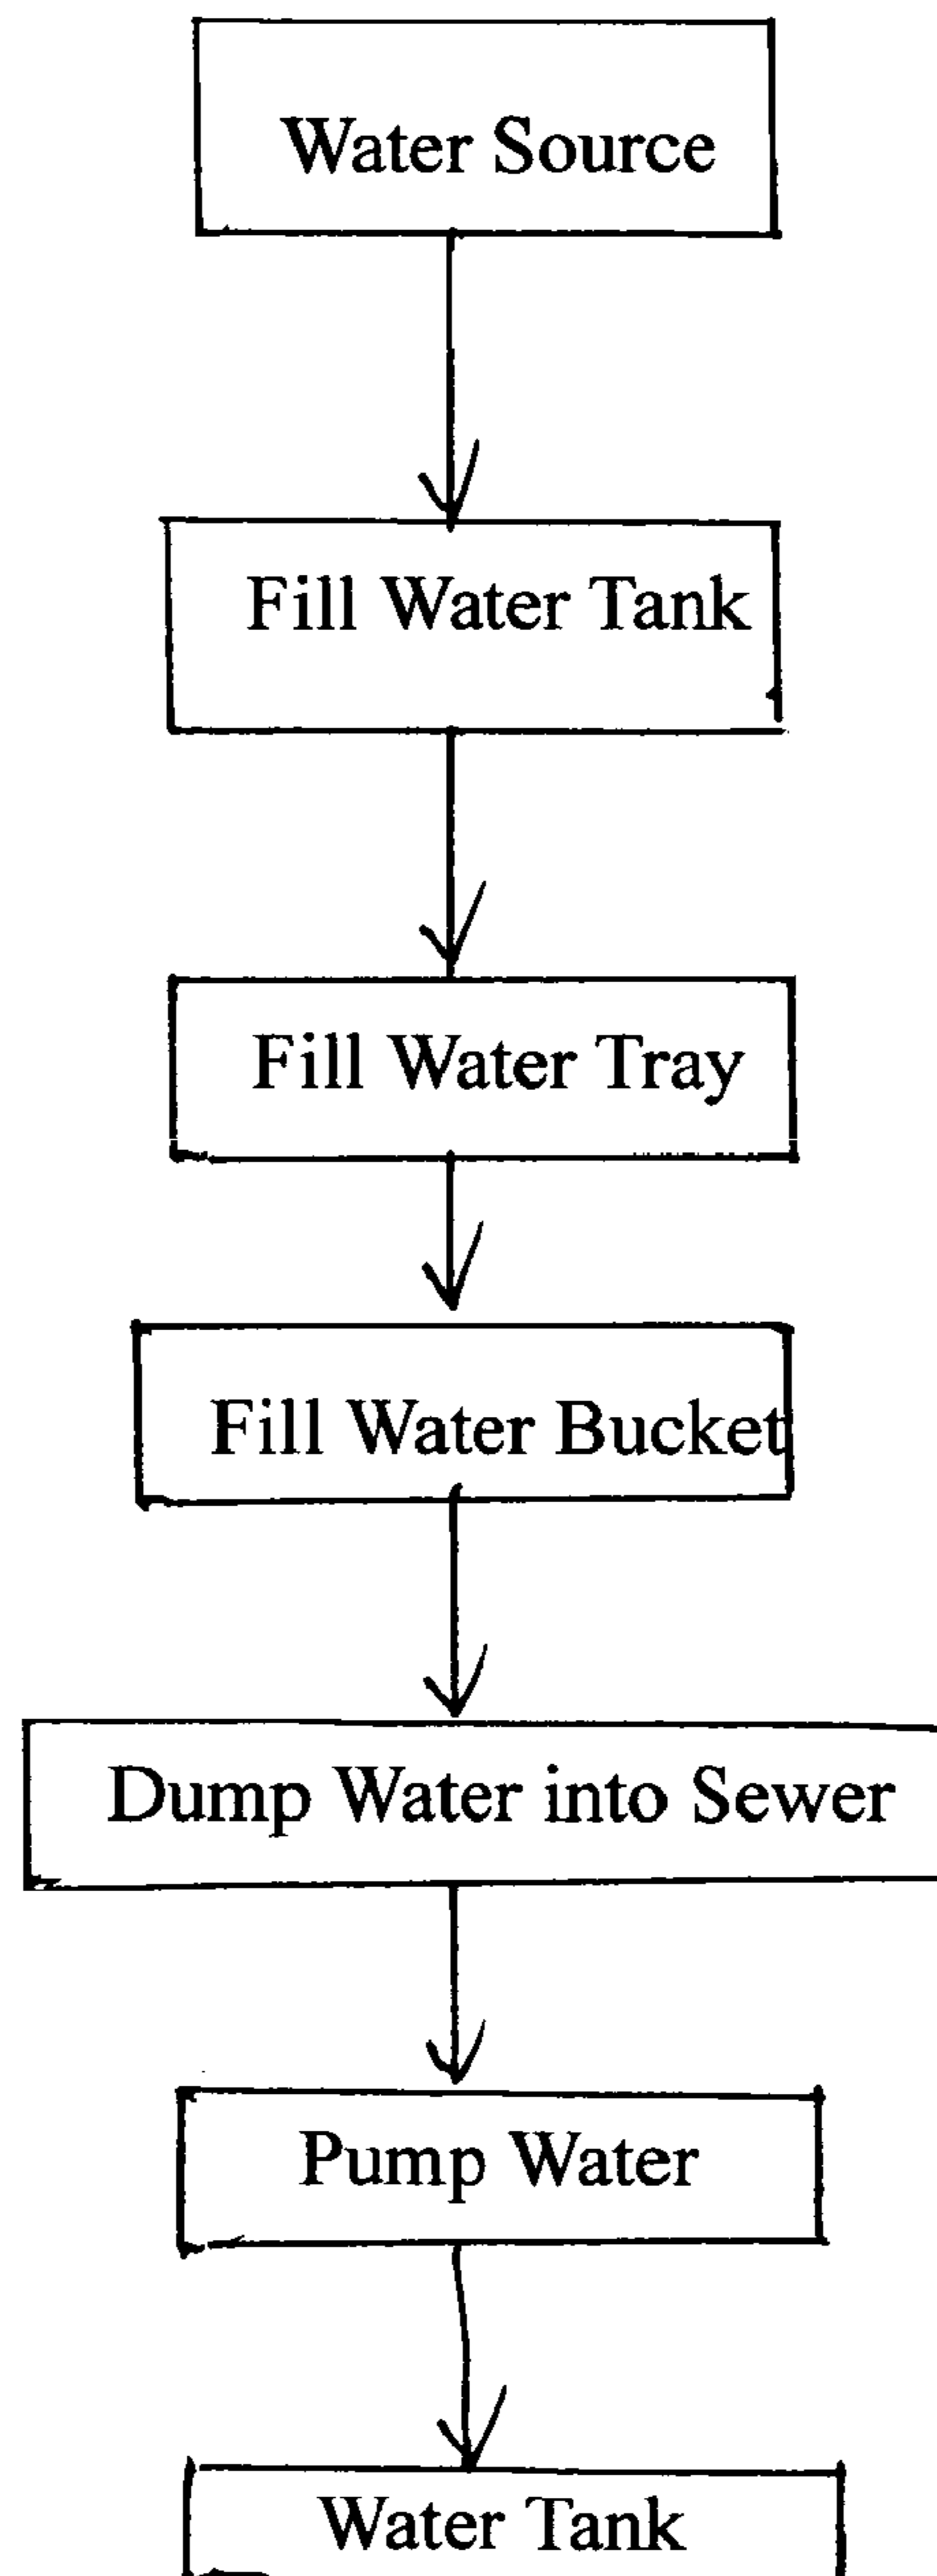 Water Source
Fill Water Tank
Fill Water Tray
Fill Water Bucket
Dump Water into Sewer
Pump Water
Water Tank